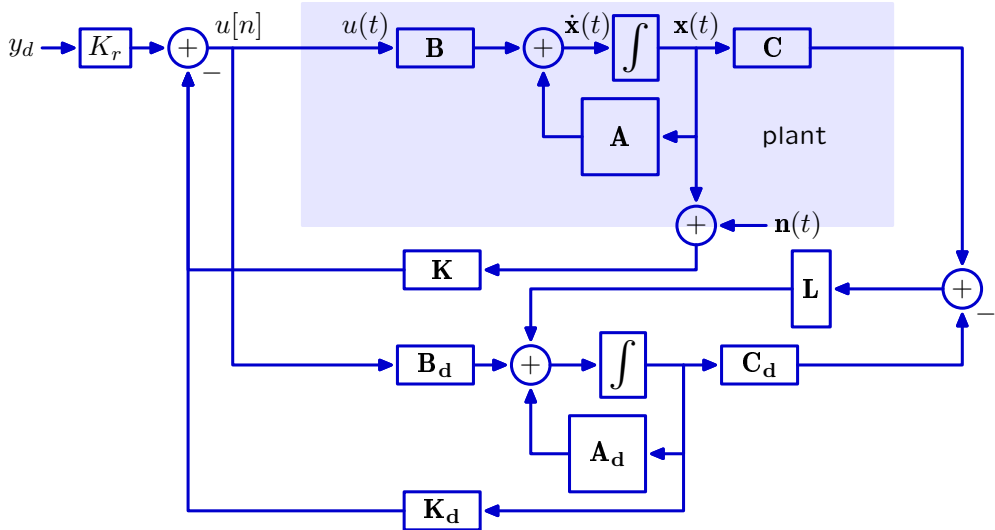 y_d K_r + − u[n] u(t) B + ẋ(t) ∫ x(t) C
A plant
+ n(t)
K L + −
B_d + ∫ C_d
A_d
K_d